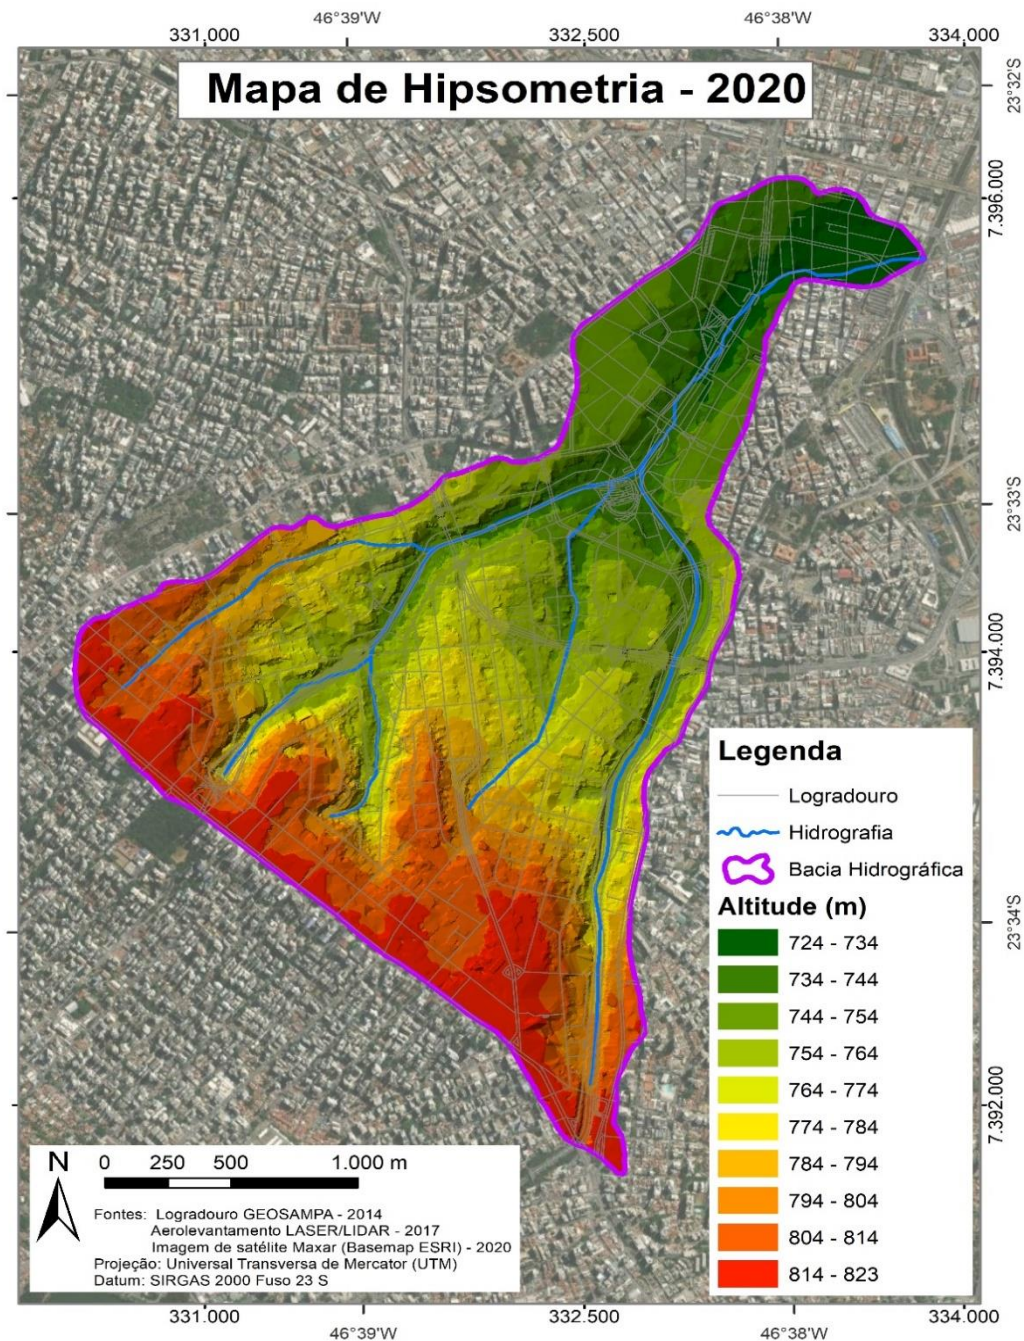 46°39'W
46°38'W
331.000
332.500
334.000
Mapa de Hipsometria - 2020
23°32'S
7.396.000
23°33'S
7.394.000
Legenda
Logradouro
Hidrografia
Bacia Hidrográfica
Altitude (m)
724 - 734
734 - 744
744 - 754
754 - 764
764 - 774
774 - 784
784 - 794
794 - 804
804 - 814
814 - 823
23°34'S
7.392.000
N
0 250 500 1.000 m
Fontes: Logradouro GEOSAMPA - 2014
Aerolevantamento LASER/LIDAR - 2017
Imagem de satélite Maxar (Basemap ESRI) - 2020
Projeção: Universal Transversa de Mercator (UTM)
Datum: SIRGAS 2000 Fuso 23 S
331.000
332.500
334.000
46°39'W
46°38'W